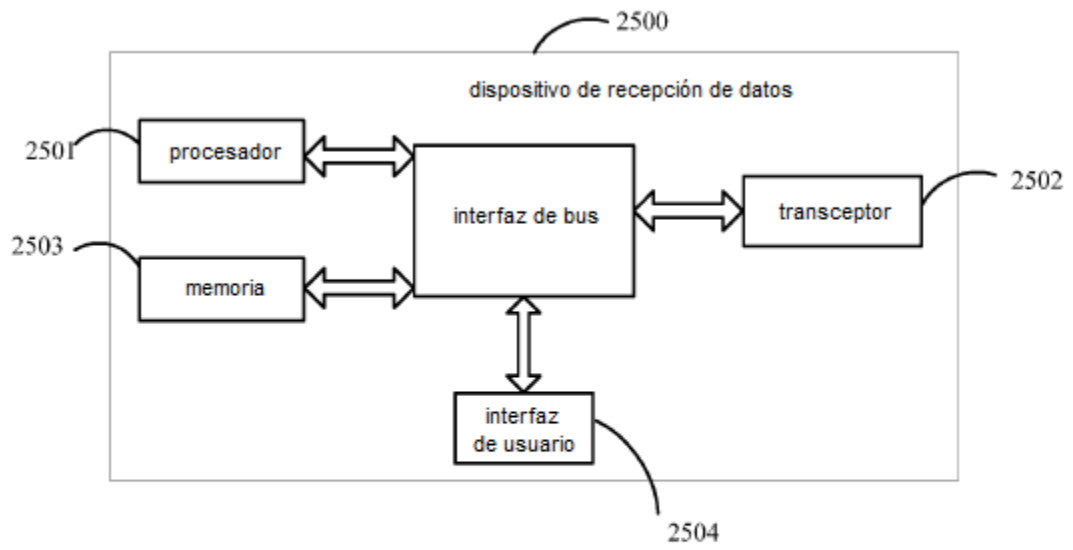 2500
dispositivo de recepción de datos
2501
procesador
interfaz de bus
transceptor
2502
2503
memoria
interfaz
de usuario
2504